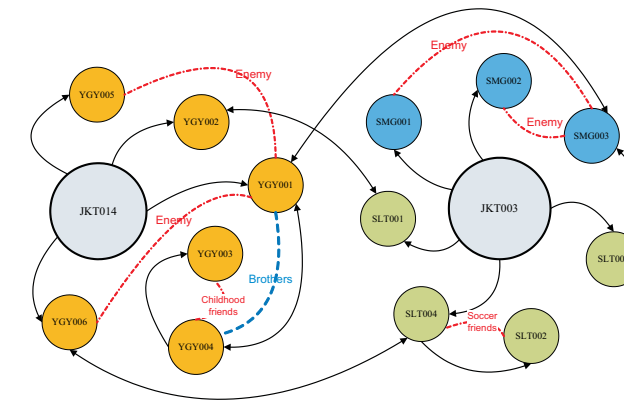 Enemy
SMG002
YGY005
YGY002
SMG001
Enemy
SMG003
YGY001
JKT014
JKT003
SLT001
Enemy
YGY003
SLT00
Brothers
Childhood
friends
YGY006
SLT004
Soccer
friends
SLT002
YGY004
Enemy